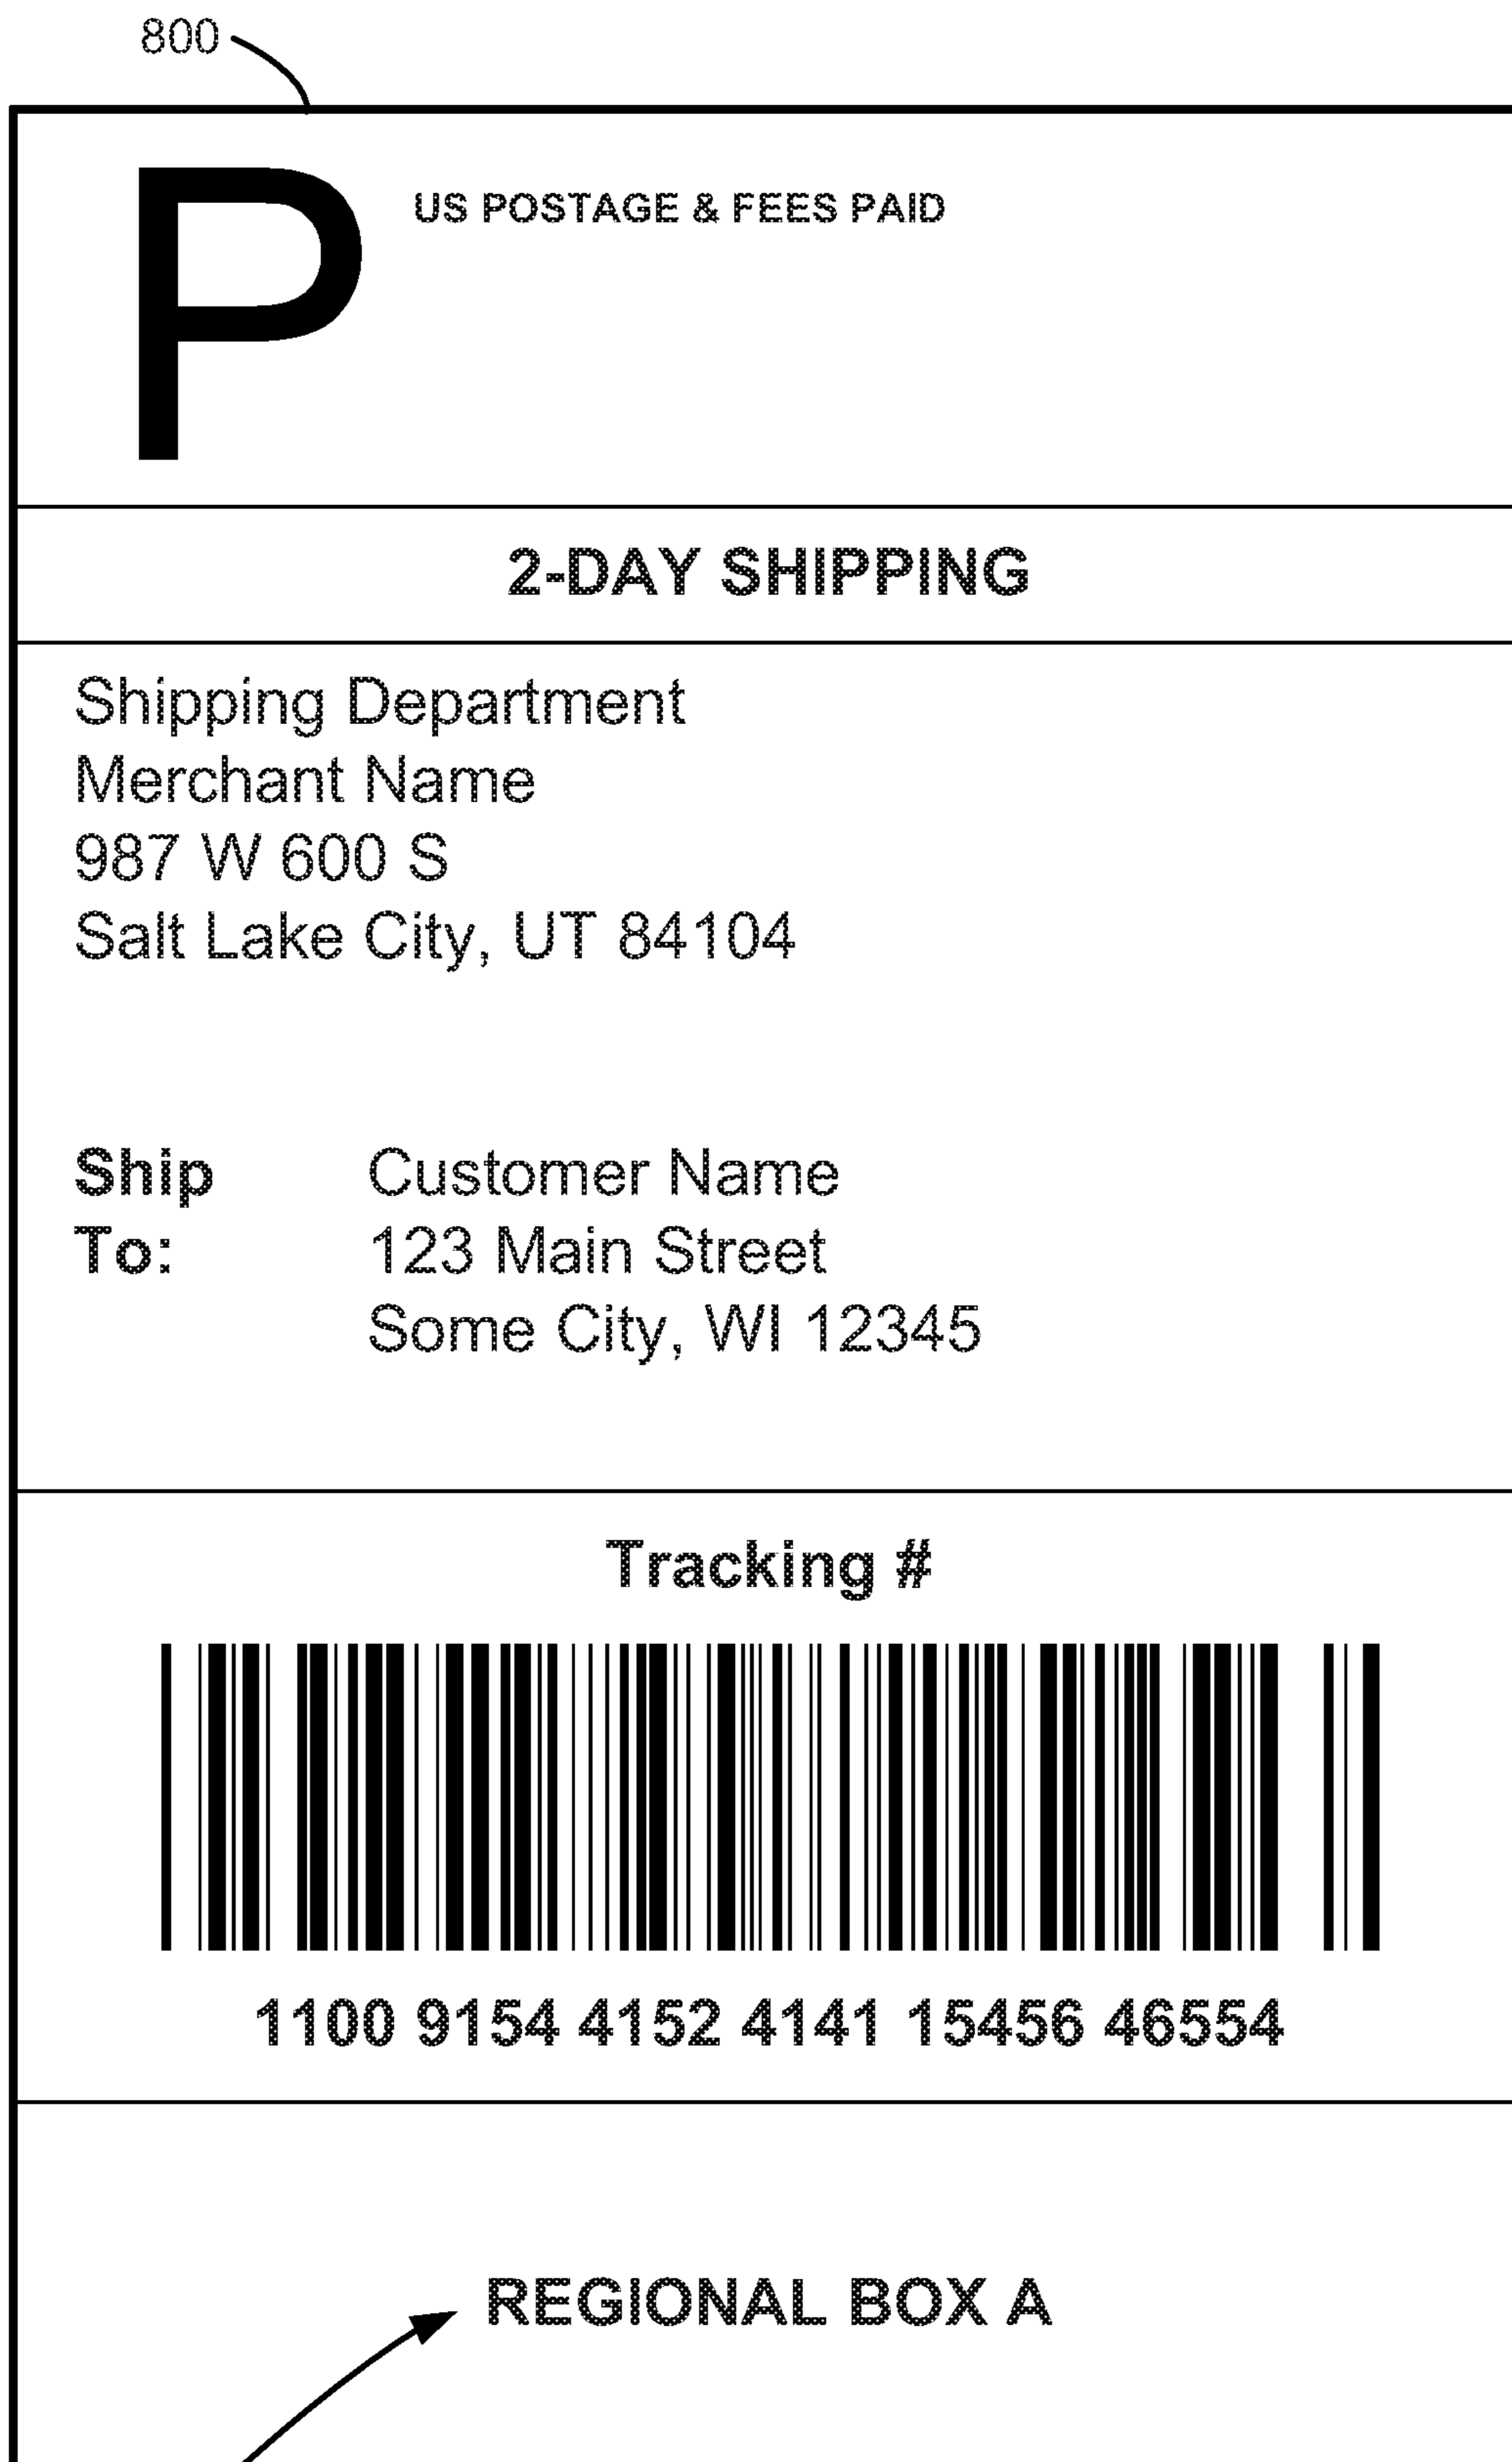 800
P
US POSTAGE & FEES PAID
2-DAY SHIPPING
Shipping Department
Merchant Name
987 W 600 S
Salt Lake City, UT 84104
Ship To:
Customer Name
123 Main Street
Some City, WI 12345
Tracking #
1100 9154 4152 4141 15456 46554
REGIONAL BOX A